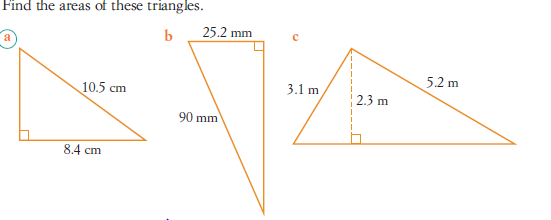 Find the areas of these triangles.
a
10.5 cm
8.4 cm
b
25.2 mm
90 mm
c
3.1 m
2.3 m
5.2 m